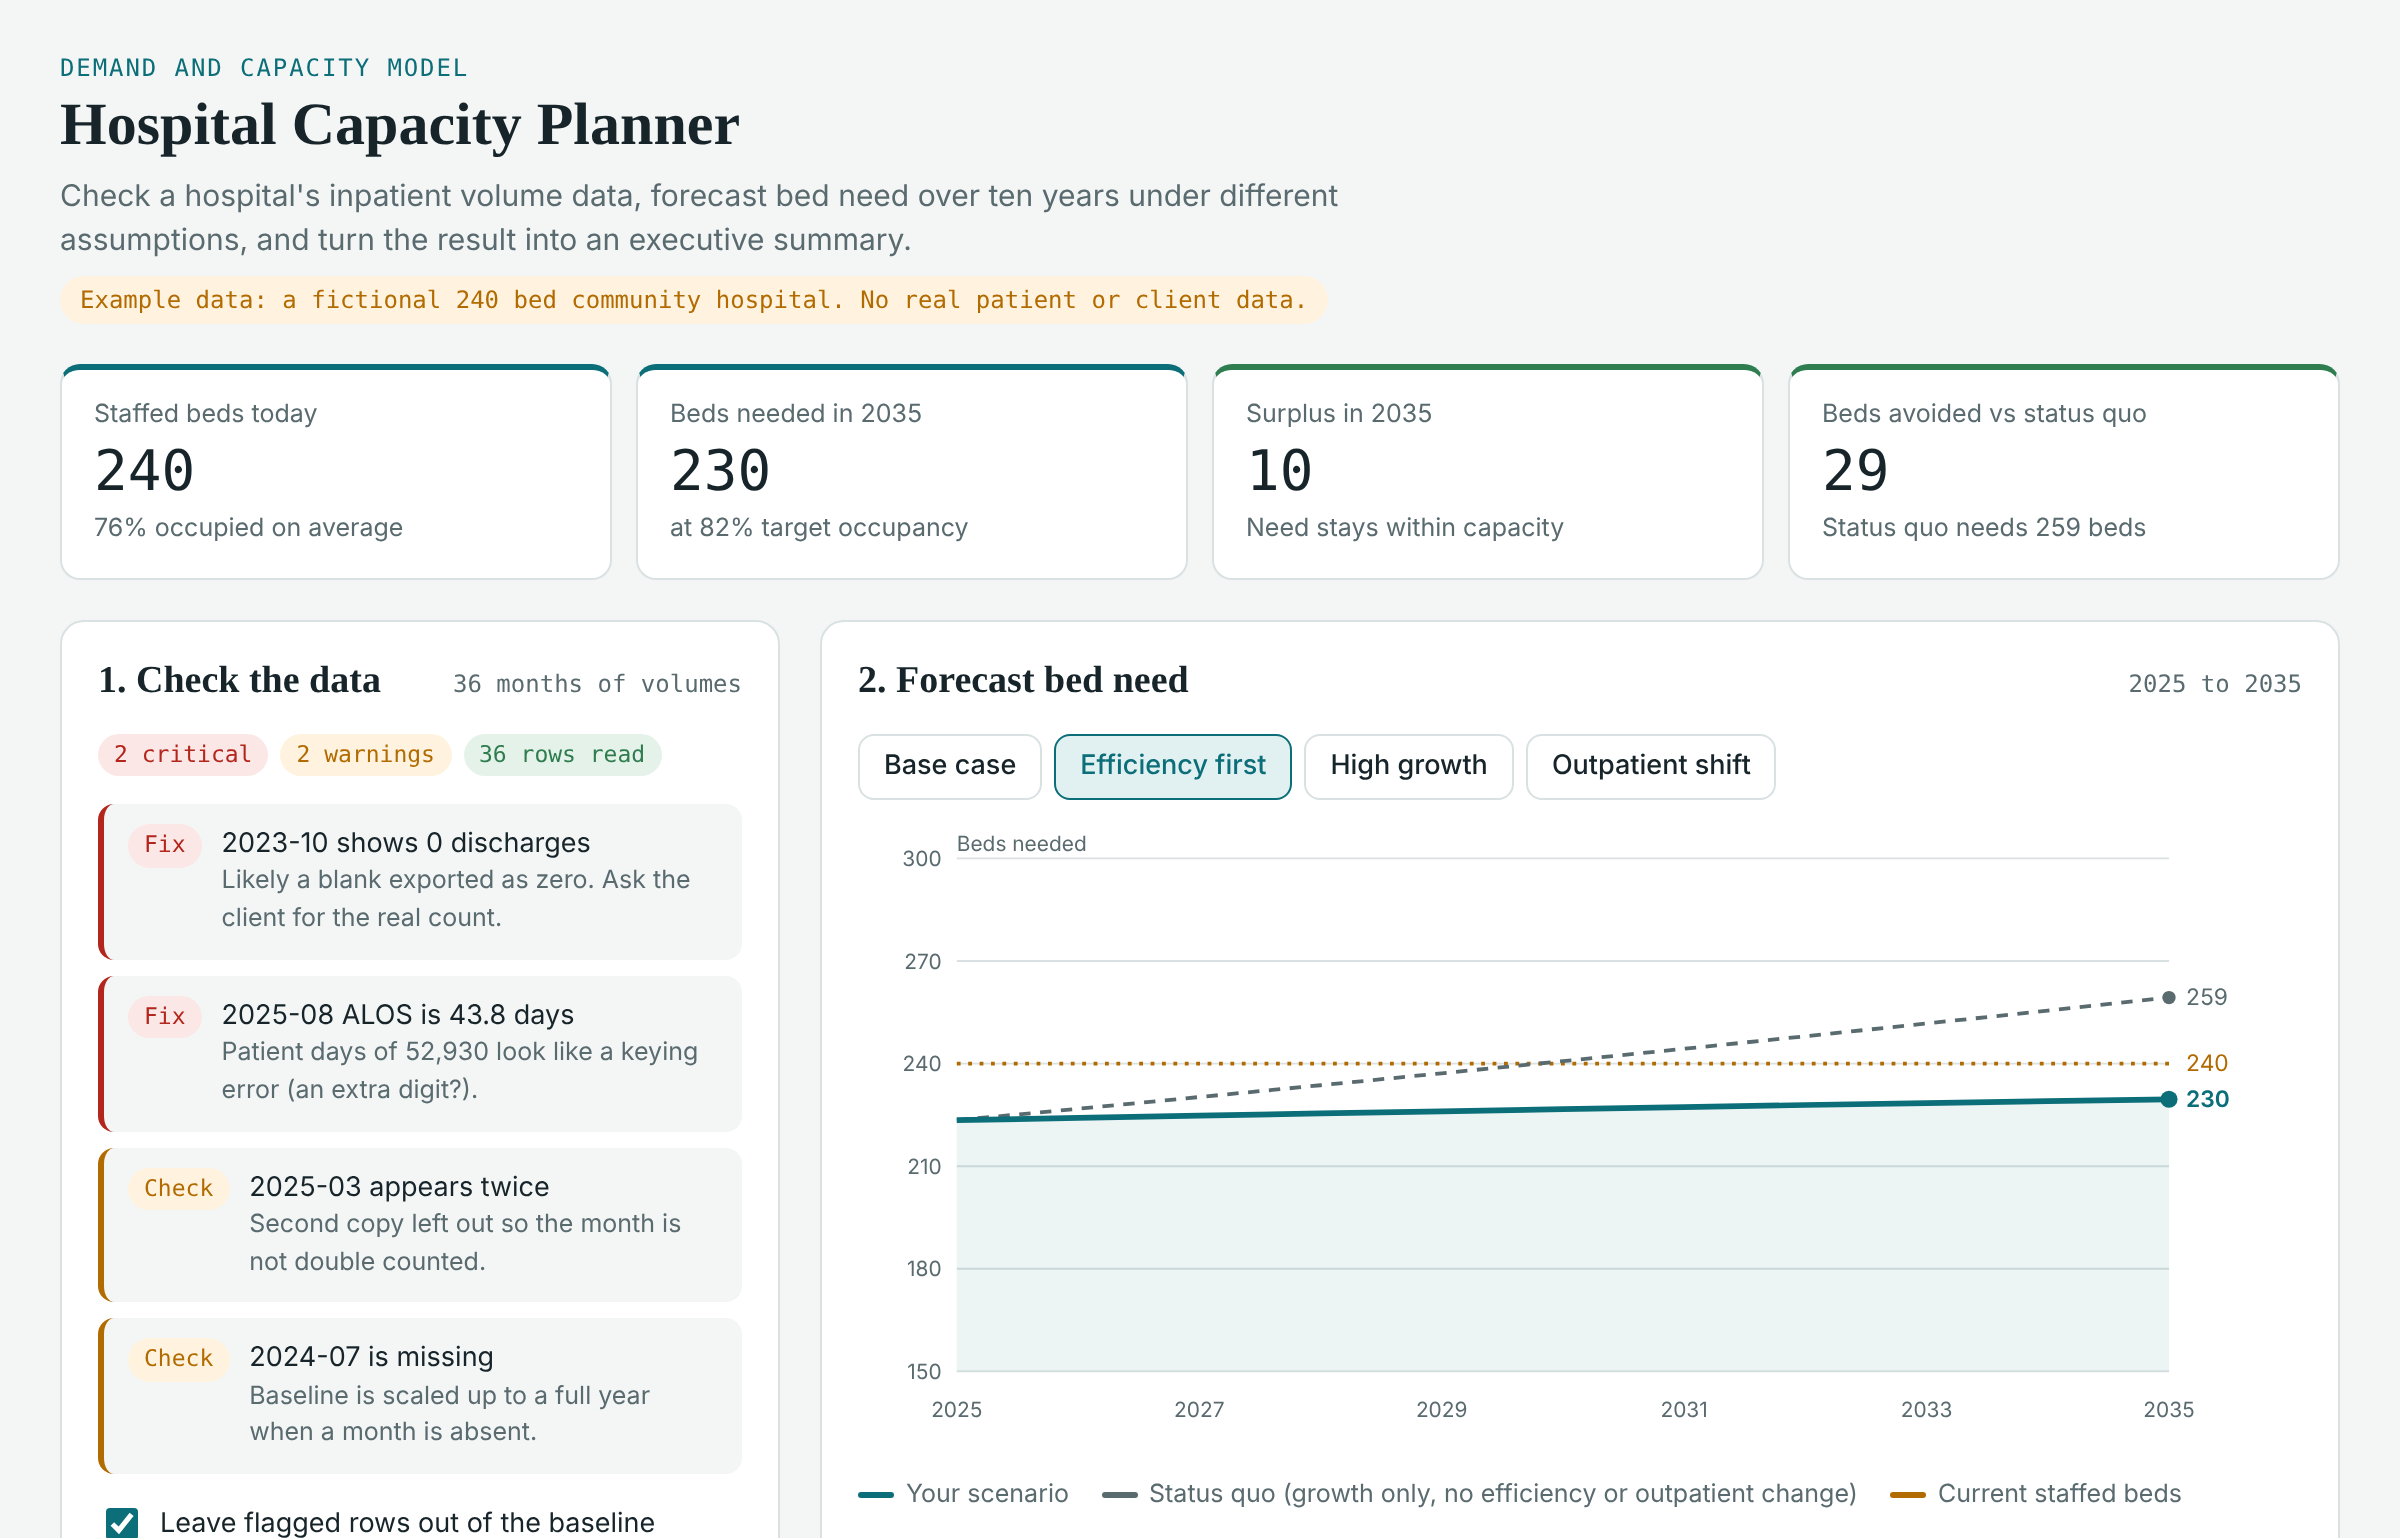 DEMAND AND CAPACITY MODEL
Hospital Capacity Planner
Check a hospital's inpatient volume data, forecast bed need over ten years under different
assumptions, and turn the result into an executive summary.
Example data: a fictional 240 bed community hospital. No real patient or client data.
Staffed beds today
240
76% occupied on average
Beds needed in 2035
230
at 82% target occupancy
Surplus in 2035
10
Need stays within capacity
Beds avoided vs status quo
29
Status quo needs 259 beds
1. Check the data
36 months of volumes
2 critical
2 warnings
36 rows read
Fix
2023-10 shows 0 discharges
Likely a blank exported as zero. Ask the
client for the real count.
Fix
2025-08 ALOS is 43.8 days
Patient days of 52,930 look like a keying
error (an extra digit?).
Check
2025-03 appears twice
Second copy left out so the month is
not double counted.
Check
2024-07 is missing
Baseline is scaled up to a full year
when a month is absent.
Leave flagged rows out of the baseline
2. Forecast bed need
2025 to 2035
Base case
Efficiency first
High growth
Outpatient shift
Beds needed
300
270
240
210
180
150
259
240
230
2025
2027
2029
2031
2033
2035
Your scenario
Status quo (growth only, no efficiency or outpatient change)
Current staffed beds